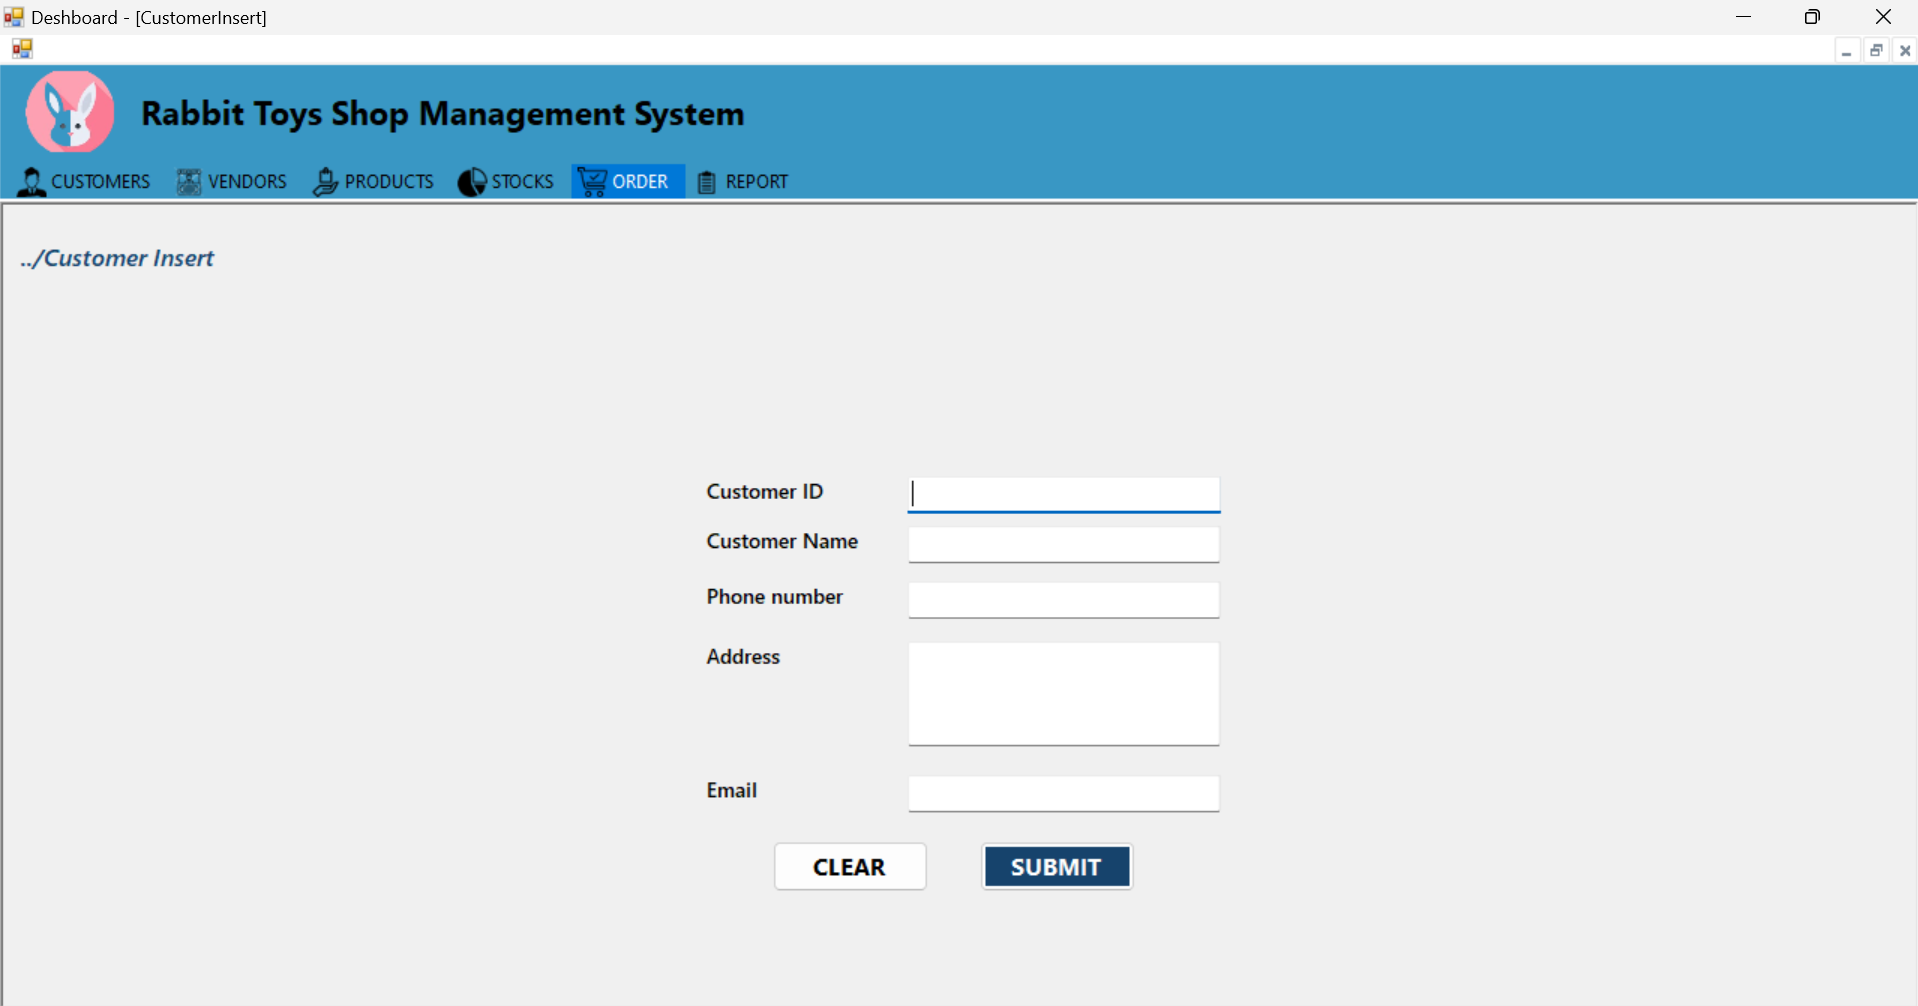 Deshboard - [CustomerInsert]
Rabbit Toys Shop Management System
CUSTOMERS VENDORS PRODUCTS STOCKS ORDER REPORT
../Customer Insert
Customer ID
Customer Name
Phone number
Address
Email
CLEAR SUBMIT